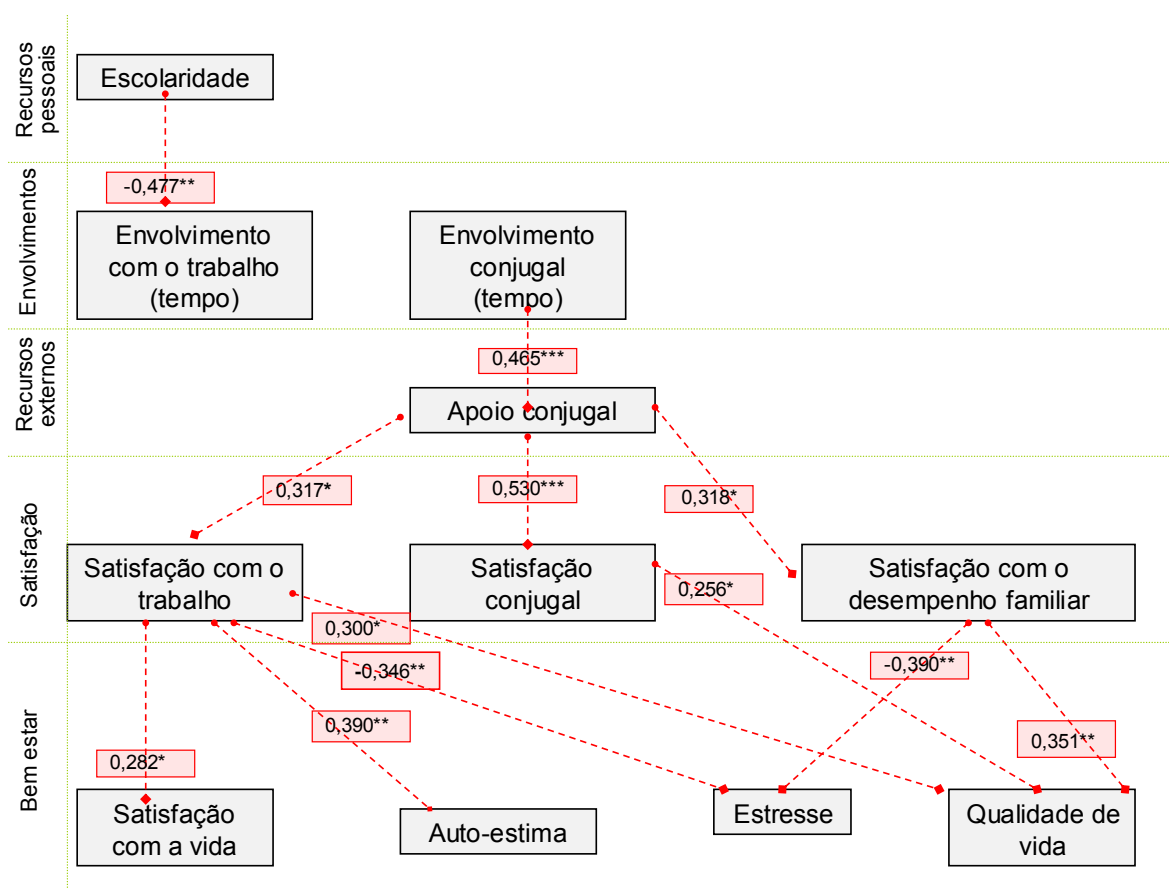 Recursos
pessoais
Escolaridade
Envolvimentos
-0,477**
Envolvimento
com o trabalho
(tempo)
Envolvimento
conjugal
(tempo)
Recursos
externos
0,465***
Apoio conjugal
Satisfação
0,317*
0,530***
0,318*
Satisfação com o
trabalho
Satisfação
conjugal
Satisfação com o
desempenho familiar
0,256*
0,300*
Bem estar
-0,346**
-0,390**
0,390**
0,351**
0,282*
Satisfação
com a vida
Auto-estima
Estresse
Qualidade de
vida